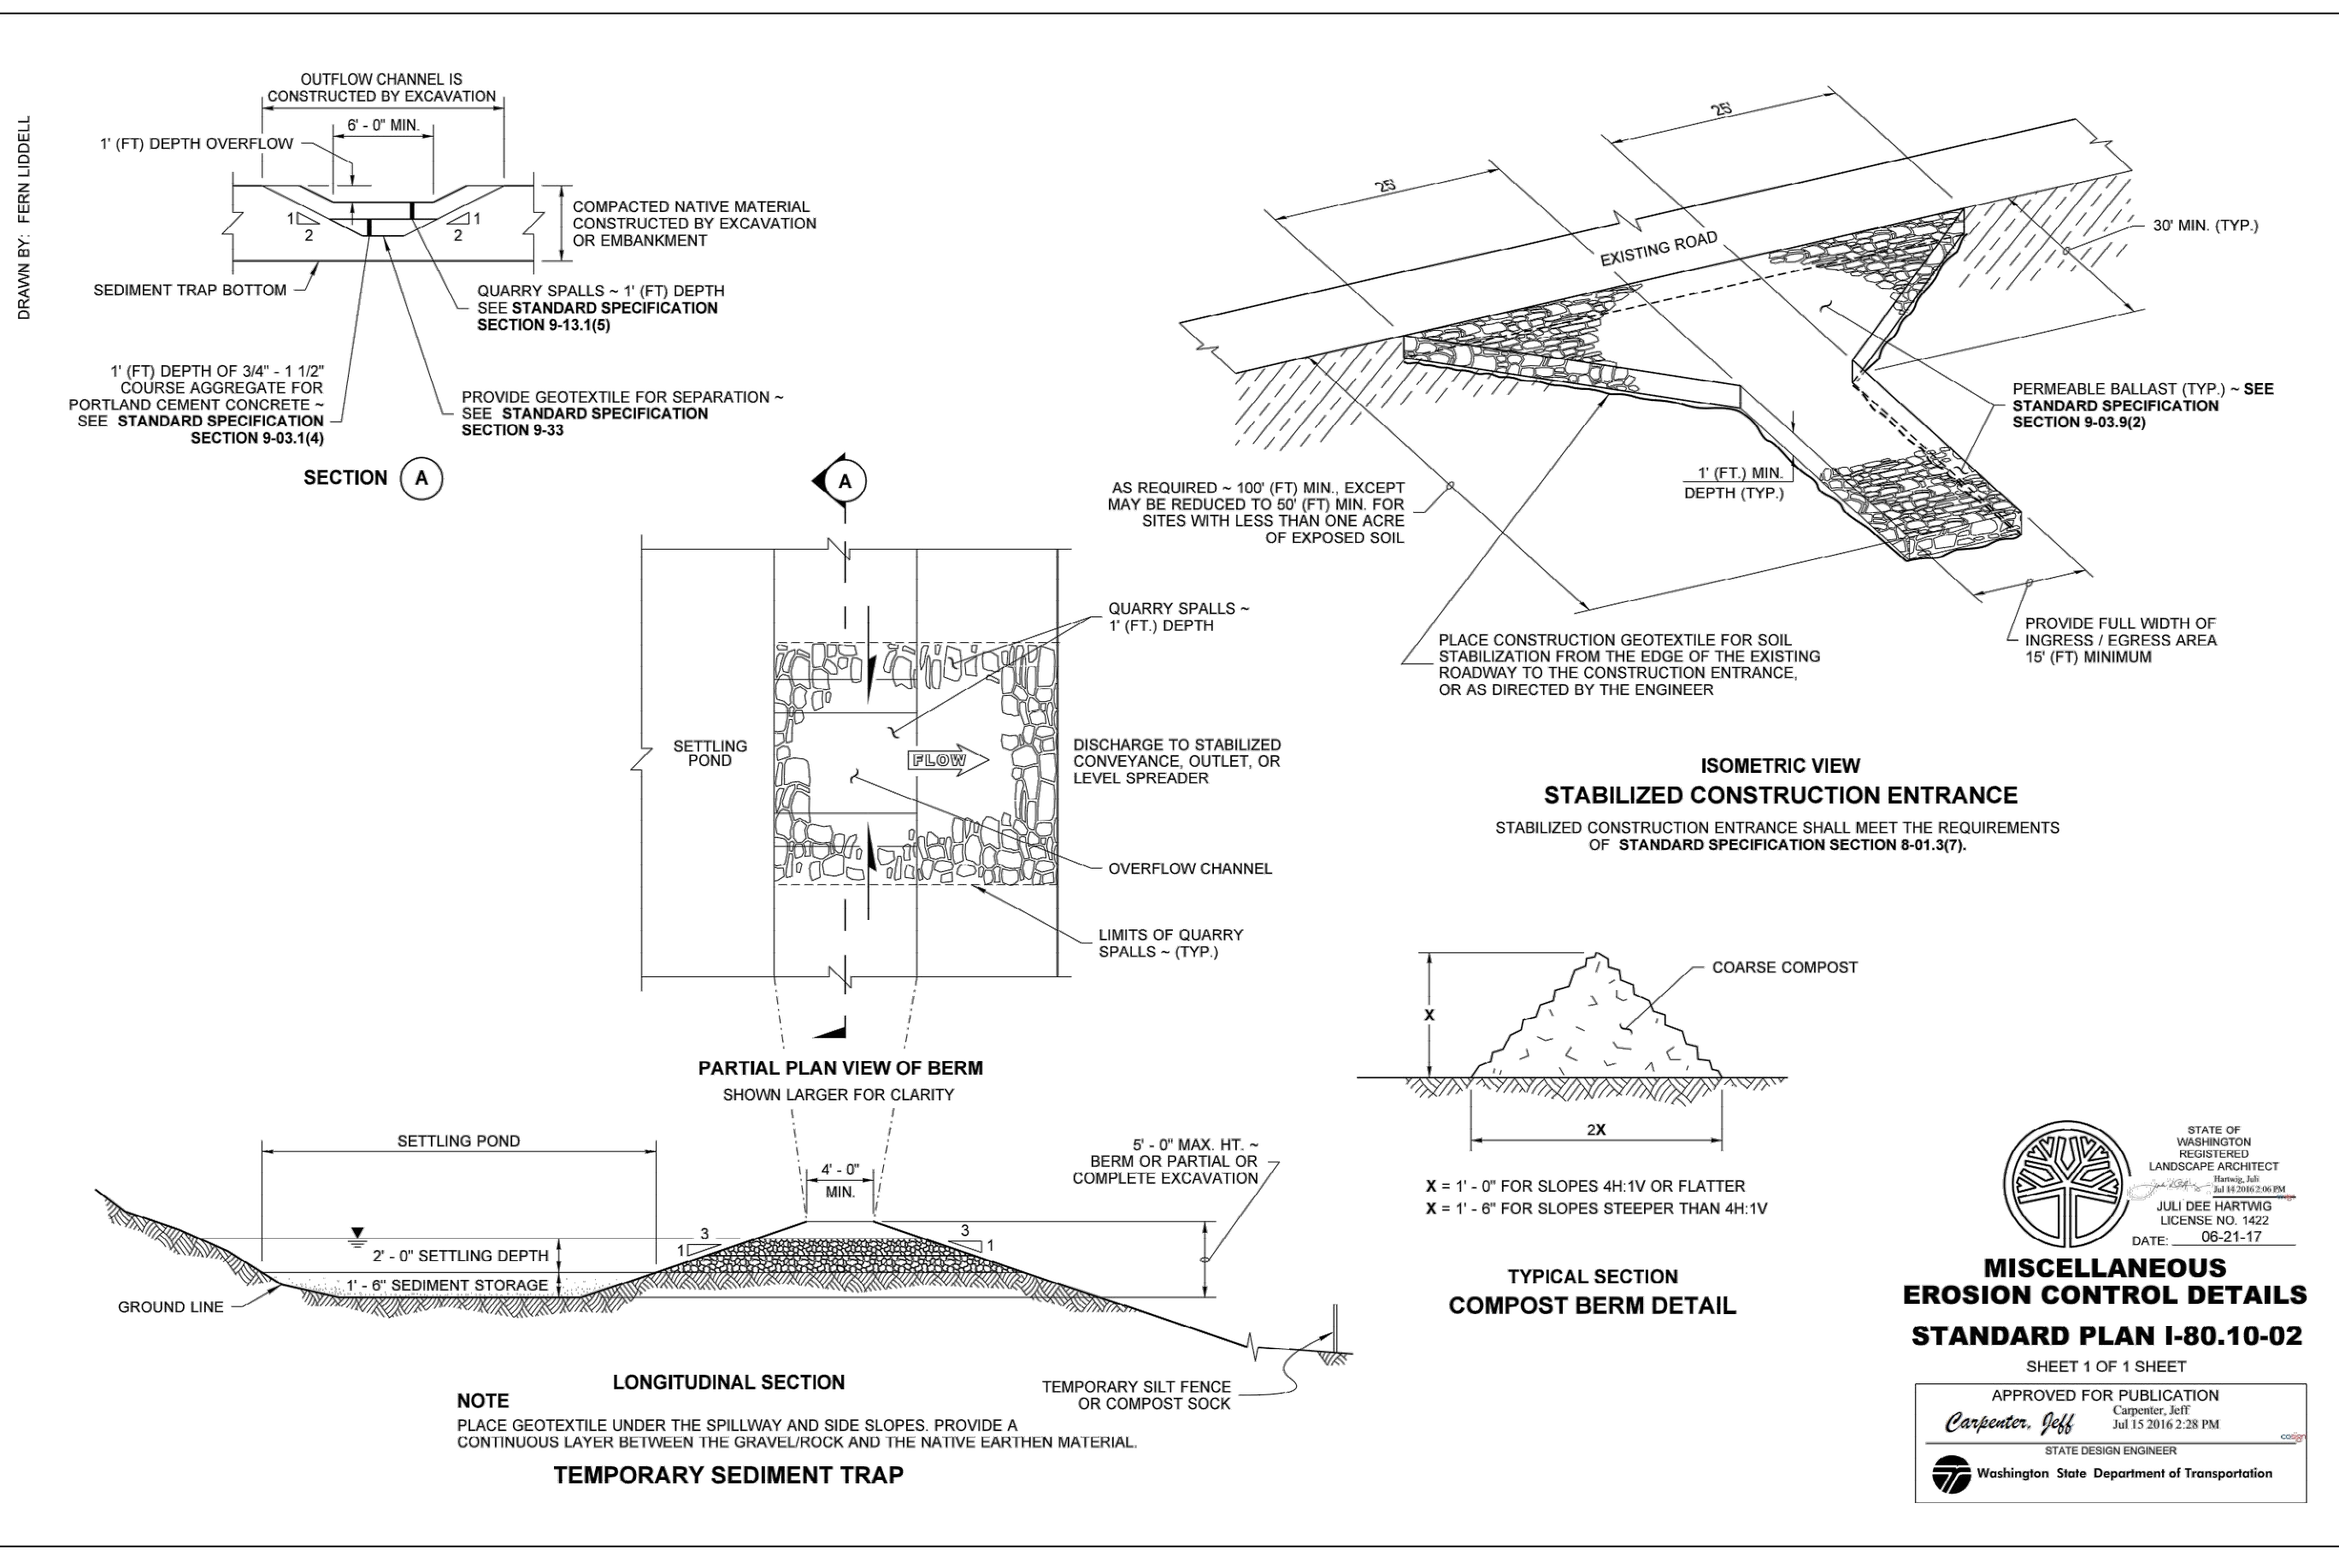 DRAWN BY: FERN LIDDELL
OUTFLOW CHANNEL IS
CONSTRUCTED BY EXCAVATION
6' - 0" MIN.
1' (FT) DEPTH OVERFLOW
1
2
1
2
COMPACTED NATIVE MATERIAL
CONSTRUCTED BY EXCAVATION
OR EMBANKMENT
SEDIMENT TRAP BOTTOM
QUARRY SPALLS ~ 1' (FT) DEPTH
SEE STANDARD SPECIFICATION
SECTION 9-13.1(5)
1' (FT) DEPTH OF 3/4" - 1 1/2"
COURSE AGGREGATE FOR
PORTLAND CEMENT CONCRETE ~
SEE STANDARD SPECIFICATION
SECTION 9-03.1(4)
PROVIDE GEOTEXTILE FOR SEPARATION ~
SEE STANDARD SPECIFICATION
SECTION 9-33
SECTION A
A
QUARRY SPALLS ~
1' (FT.) DEPTH
SETTLING
POND
FLOW
DISCHARGE TO STABILIZED
CONVEYANCE, OUTLET, OR
LEVEL SPREADER
OVERFLOW CHANNEL
LIMITS OF QUARRY
SPALLS ~ (TYP.)
PARTIAL PLAN VIEW OF BERM
SHOWN LARGER FOR CLARITY
SETTLING POND
4' - 0"
MIN.
5' - 0" MAX. HT. ~
BERM OR PARTIAL OR
COMPLETE EXCAVATION
3
1
3
1
2' - 0" SETTLING DEPTH
1' - 6" SEDIMENT STORAGE
GROUND LINE
TEMPORARY SILT FENCE
OR COMPOST SOCK
LONGITUDINAL SECTION
NOTE
PLACE GEOTEXTILE UNDER THE SPILLWAY AND SIDE SLOPES. PROVIDE A
CONTINUOUS LAYER BETWEEN THE GRAVEL/ROCK AND THE NATIVE EARTHEN MATERIAL.
TEMPORARY SEDIMENT TRAP
25'
25'
EXISTING ROAD
30' MIN. (TYP.)
PERMEABLE BALLAST (TYP.) ~ SEE
STANDARD SPECIFICATION
SECTION 9-03.9(2)
1' (FT.) MIN.
DEPTH (TYP.)
AS REQUIRED ~ 100' (FT) MIN., EXCEPT
MAY BE REDUCED TO 50' (FT) MIN. FOR
SITES WITH LESS THAN ONE ACRE
OF EXPOSED SOIL
PLACE CONSTRUCTION GEOTEXTILE FOR SOIL
STABILIZATION FROM THE EDGE OF THE EXISTING
ROADWAY TO THE CONSTRUCTION ENTRANCE,
OR AS DIRECTED BY THE ENGINEER
PROVIDE FULL WIDTH OF
INGRESS / EGRESS AREA
15' (FT) MINIMUM
ISOMETRIC VIEW
STABILIZED CONSTRUCTION ENTRANCE
STABILIZED CONSTRUCTION ENTRANCE SHALL MEET THE REQUIREMENTS
OF STANDARD SPECIFICATION SECTION 8-01.3(7).
COARSE COMPOST
X
2X
X = 1' - 0" FOR SLOPES 4H:1V OR FLATTER
X = 1' - 6" FOR SLOPES STEEPER THAN 4H:1V
TYPICAL SECTION
COMPOST BERM DETAIL
STATE OF
WASHINGTON
REGISTERED
LANDSCAPE ARCHITECT
Hartwig, Juli
Jul 14 2016 2:06 PM
cosign
JULI DEE HARTWIG
LICENSE NO. 1422
DATE: 06-21-17
MISCELLANEOUS
EROSION CONTROL DETAILS
STANDARD PLAN I-80.10-02
SHEET 1 OF 1 SHEET
APPROVED FOR PUBLICATION
Carpenter, Jeff
Carpenter, Jeff
Jul 15 2016 2:28 PM
cosign
STATE DESIGN ENGINEER
Washington State Department of Transportation